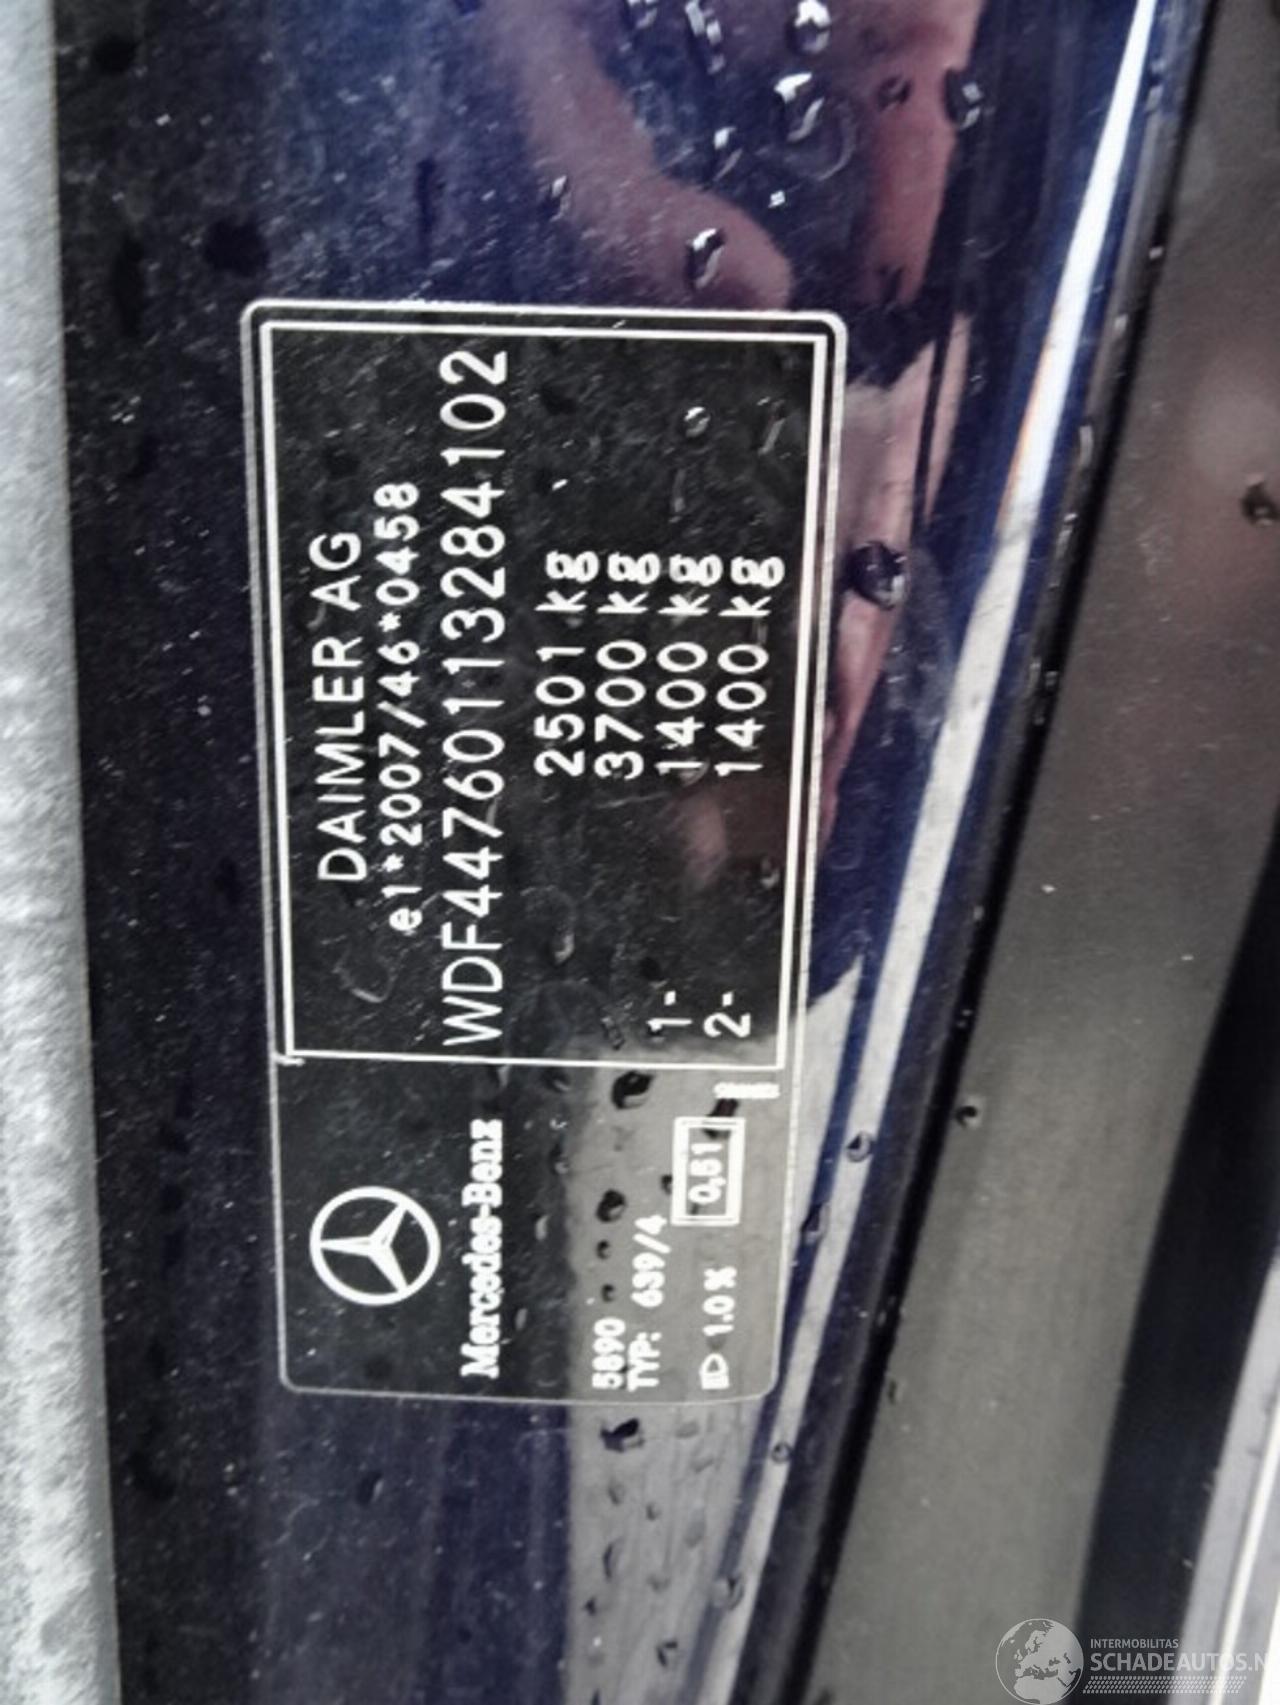 DAIMLER AG
e1*2007/46*0458
WDF44760113284102
2501 kg
3700 kg
1- 1400 kg
2- 1400 kg
Mercedes-Benz
5890
TYP: 639/4
1.0 %
0,51
INTERMOBILITAS
SCHADEAUTOS.N